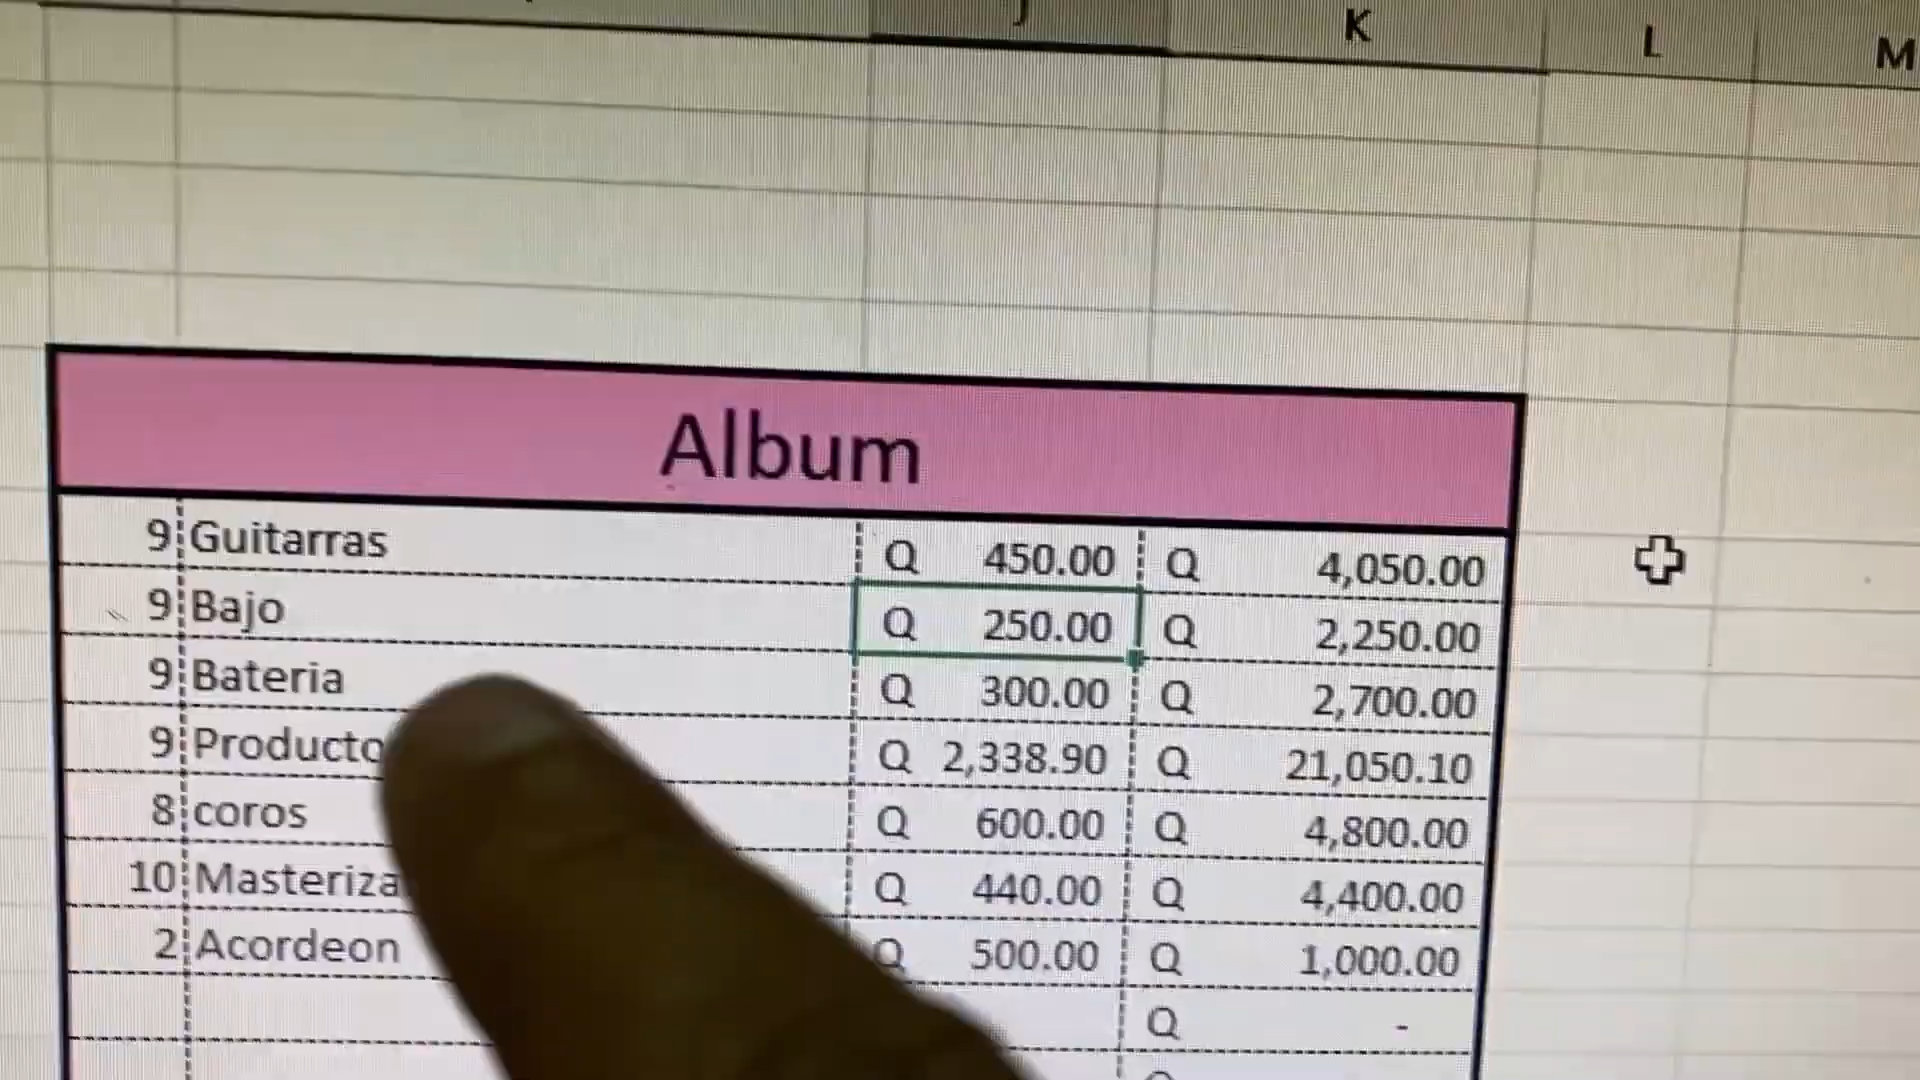 J K L M
Album
9 Guitarras Q 450.00 Q 4,050.00
9 Bajo Q 250.00 Q 2,250.00
9 Bateria Q 300.00 Q 2,700.00
9 Producto Q 2,338.90 Q 21,050.10
8 coros Q 600.00 Q 4,800.00
10 Masteriza Q 440.00 Q 4,400.00
2 Acordeon Q 500.00 Q 1,000.00
Q -